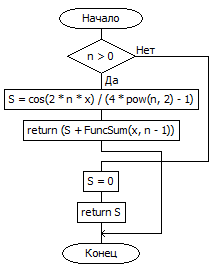 Начало
n > 0
Нет
Да
S = cos(2 * n * x) / (4 * pow(n, 2) - 1)
return (S + FuncSum(x, n - 1))
S = 0
return S
Конец